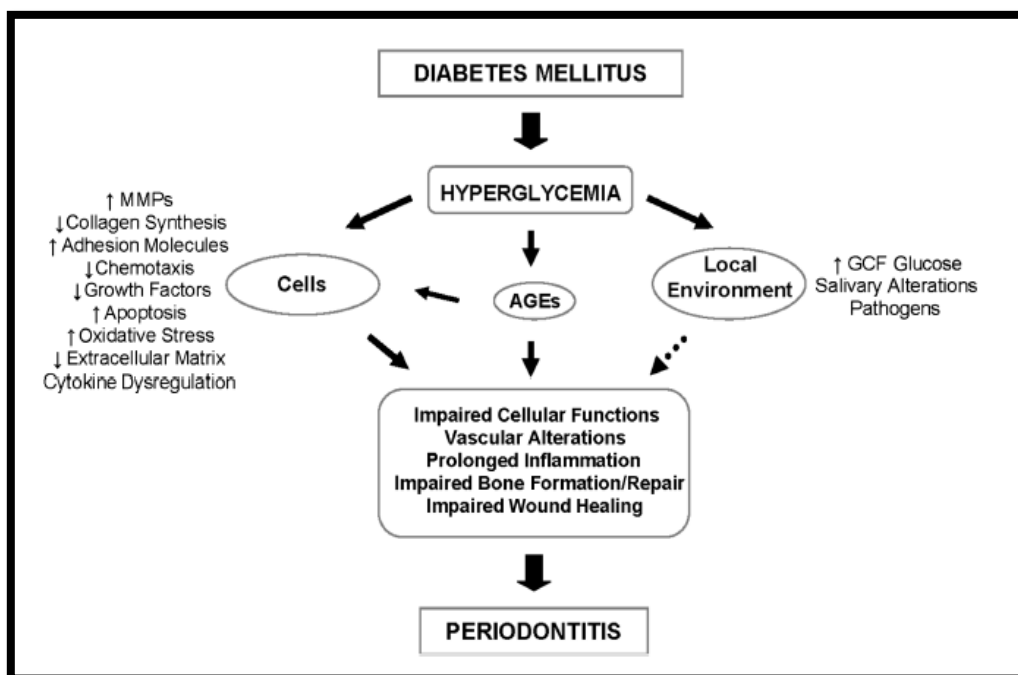 DIABETES MELLITUS
HYPERGLYCEMIA
↑ MMPs
↓Collagen Synthesis
↑ Adhesion Molecules
↓Chemotaxis
↓Growth Factors
↑ Apoptosis
↑ Oxidative Stress
↓ Extracellular Matrix
Cytokine Dysregulation
Cells
AGEs
Local
Environment
↑ GCF Glucose
Salivary Alterations
Pathogens
Impaired Cellular Functions
Vascular Alterations
Prolonged Inflammation
Impaired Bone Formation/Repair
Impaired Wound Healing
PERIODONTITIS